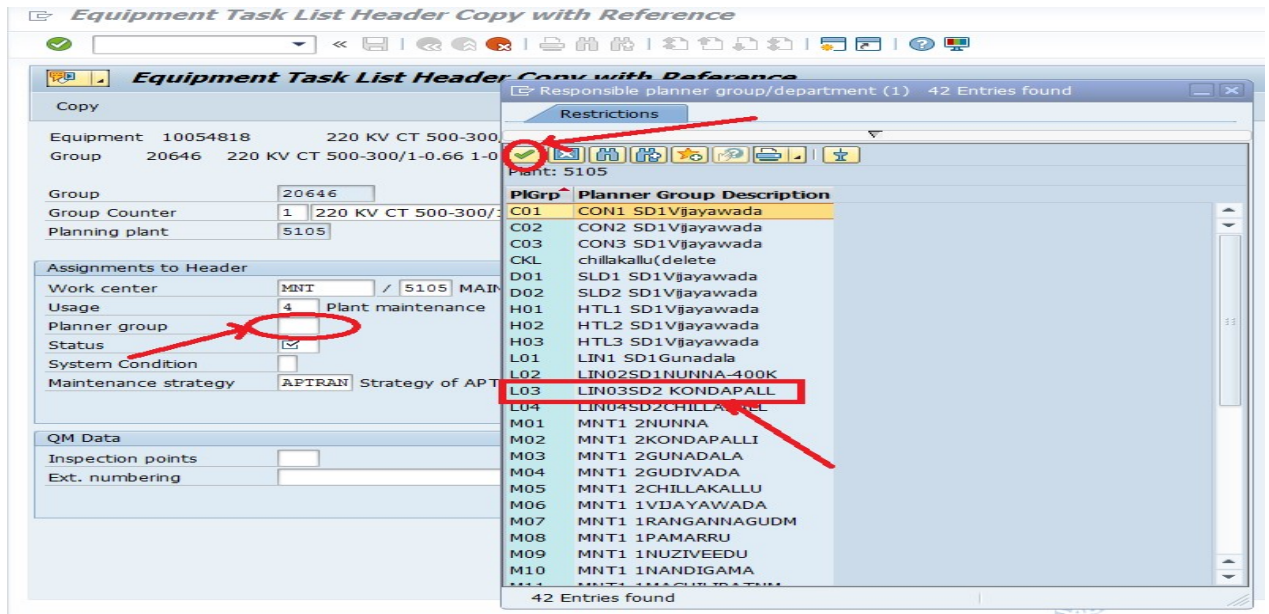 Equipment Task List Header Copy with Reference
Equipment Task List Header Copy with Reference
Copy
Equipment 10054818 220 KV CT 500-300/
Group 20646 220 KV CT 500-300/1-0.66 1-0
Group 20646
Group Counter 1 220 KV CT 500-300/1
Planning plant 5105
Assignments to Header
Work center MNT / 5105 MAIN
Usage 4 Plant maintenance
Planner group
Status
System Condition
Maintenance strategy APTRAN Strategy of APT
QM Data
Inspection points
Ext. numbering
Responsible planner group/department (1) 42 Entries found
Restrictions
Plant: 5105
PlGrp Planner Group Description
C01 CON1 SD1Vijayawada
C02 CON2 SD1Vijayawada
C03 CON3 SD1Vijayawada
CKL chillakallu(delete
D01 SLD1 SD1Vijayawada
D02 SLD2 SD1Vijayawada
H01 HTL1 SD1Vijayawada
H02 HTL2 SD1Vijayawada
H03 HTL3 SD1Vijayawada
L01 LIN1 SD1Gunadala
L02 LIN02SD1NUNNA-400K
L03 LIN03SD2 KONDAPALL
L04
M01 MNT1 2NUNNA
M02 MNT1 2KONDAPALLI
M03 MNT1 2GUNADALA
M04 MNT1 2GUDIVADA
M05 MNT1 2CHILLAKALLU
M06 MNT1 1VIJAYAWADA
M07 MNT1 1RANGANNAGUDM
M08 MNT1 1PAMARRU
M09 MNT1 1NUZIVEEDU
M10 MNT1 1NANDIGAMA
42 Entries found